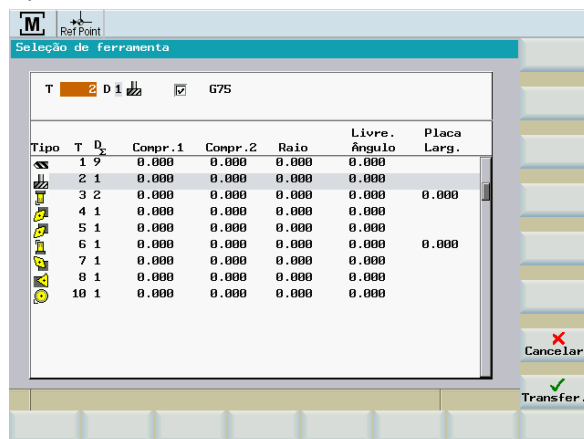 M
Ref Point
Seleção de ferramenta
T 2 D 1 G75
Livre. Placa
Tipo T D Σ Compr.1 Compr.2 Raio Ângulo Larg.
1 9 0.000 0.000 0.000 0.000
2 1 0.000 0.000 0.000 0.000
3 2 0.000 0.000 0.000 0.000 0.000
4 1 0.000 0.000 0.000 0.000
5 1 0.000 0.000 0.000 0.000
6 1 0.000 0.000 0.000 0.000 0.000
7 1 0.000 0.000 0.000 0.000
8 1 0.000 0.000 0.000 0.000
10 1 0.000 0.000 0.000 0.000
Cancelar
Transfer.